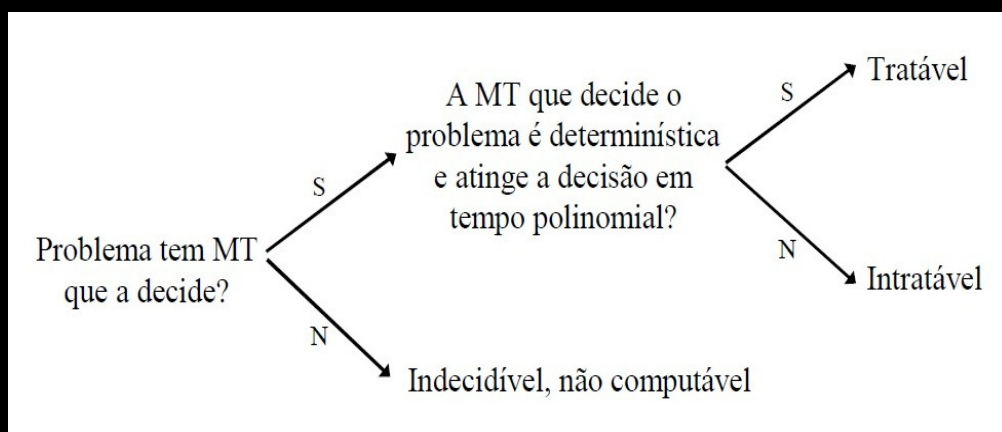 Problema tem MT
que a decide?
S
N
A MT que decide o
problema é determinística
e atinge a decisão em
tempo polinomial?
S
N
Tratável
Intratável
Indecidível, não computável